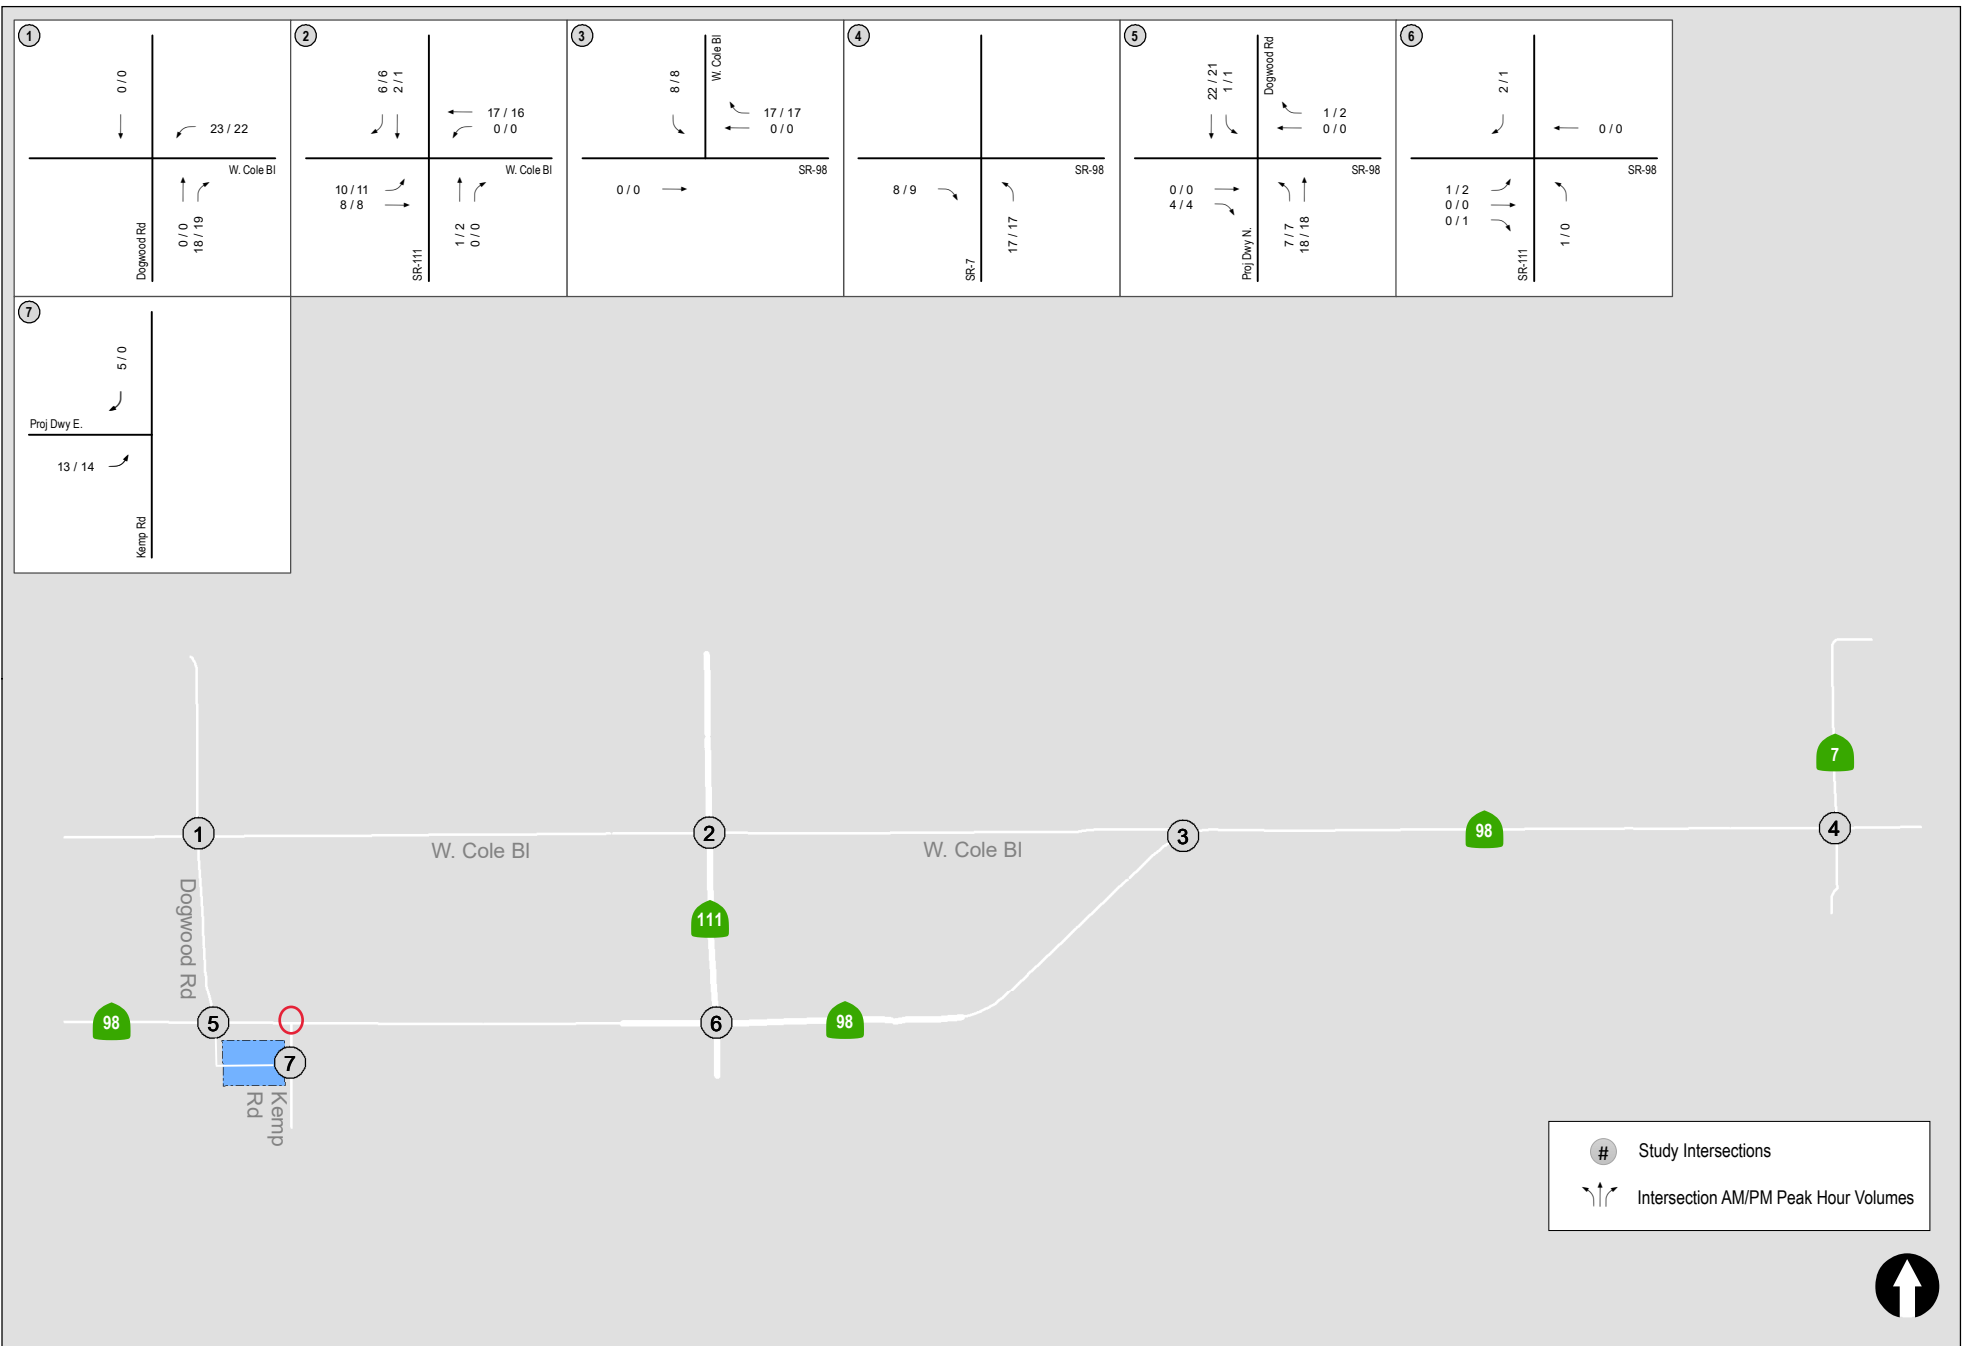 1
0 / 0
23 / 22
W. Cole Bl
Dogwood Rd
0 / 0
18 / 19
2
6 / 6
2 / 1
17 / 16
0 / 0
W. Cole Bl
10 / 11
8 / 8
SR-111
1 / 2
0 / 0
3
8 / 8
W. Cole Bl
17 / 17
0 / 0
SR-98
0 / 0
4
SR-98
8 / 9
SR-7
17 / 17
5
22 / 21
1 / 1
Dogwood Rd
1 / 2
0 / 0
SR-98
0 / 0
4 / 4
Proj Dwy N.
7 / 7
18 / 18
6
2 / 1
0 / 0
SR-98
1 / 2
0 / 0
0 / 1
SR-111
1 / 0
7
5 / 0
Proj Dwy E.
13 / 14
Kemp Rd
7
1
2
3
98
4
W. Cole Bl
W. Cole Bl
Dogwood Rd
111
98
5
6
98
7
Kemp
Rd
# Study Intersections
Intersection AM/PM Peak Hour Volumes